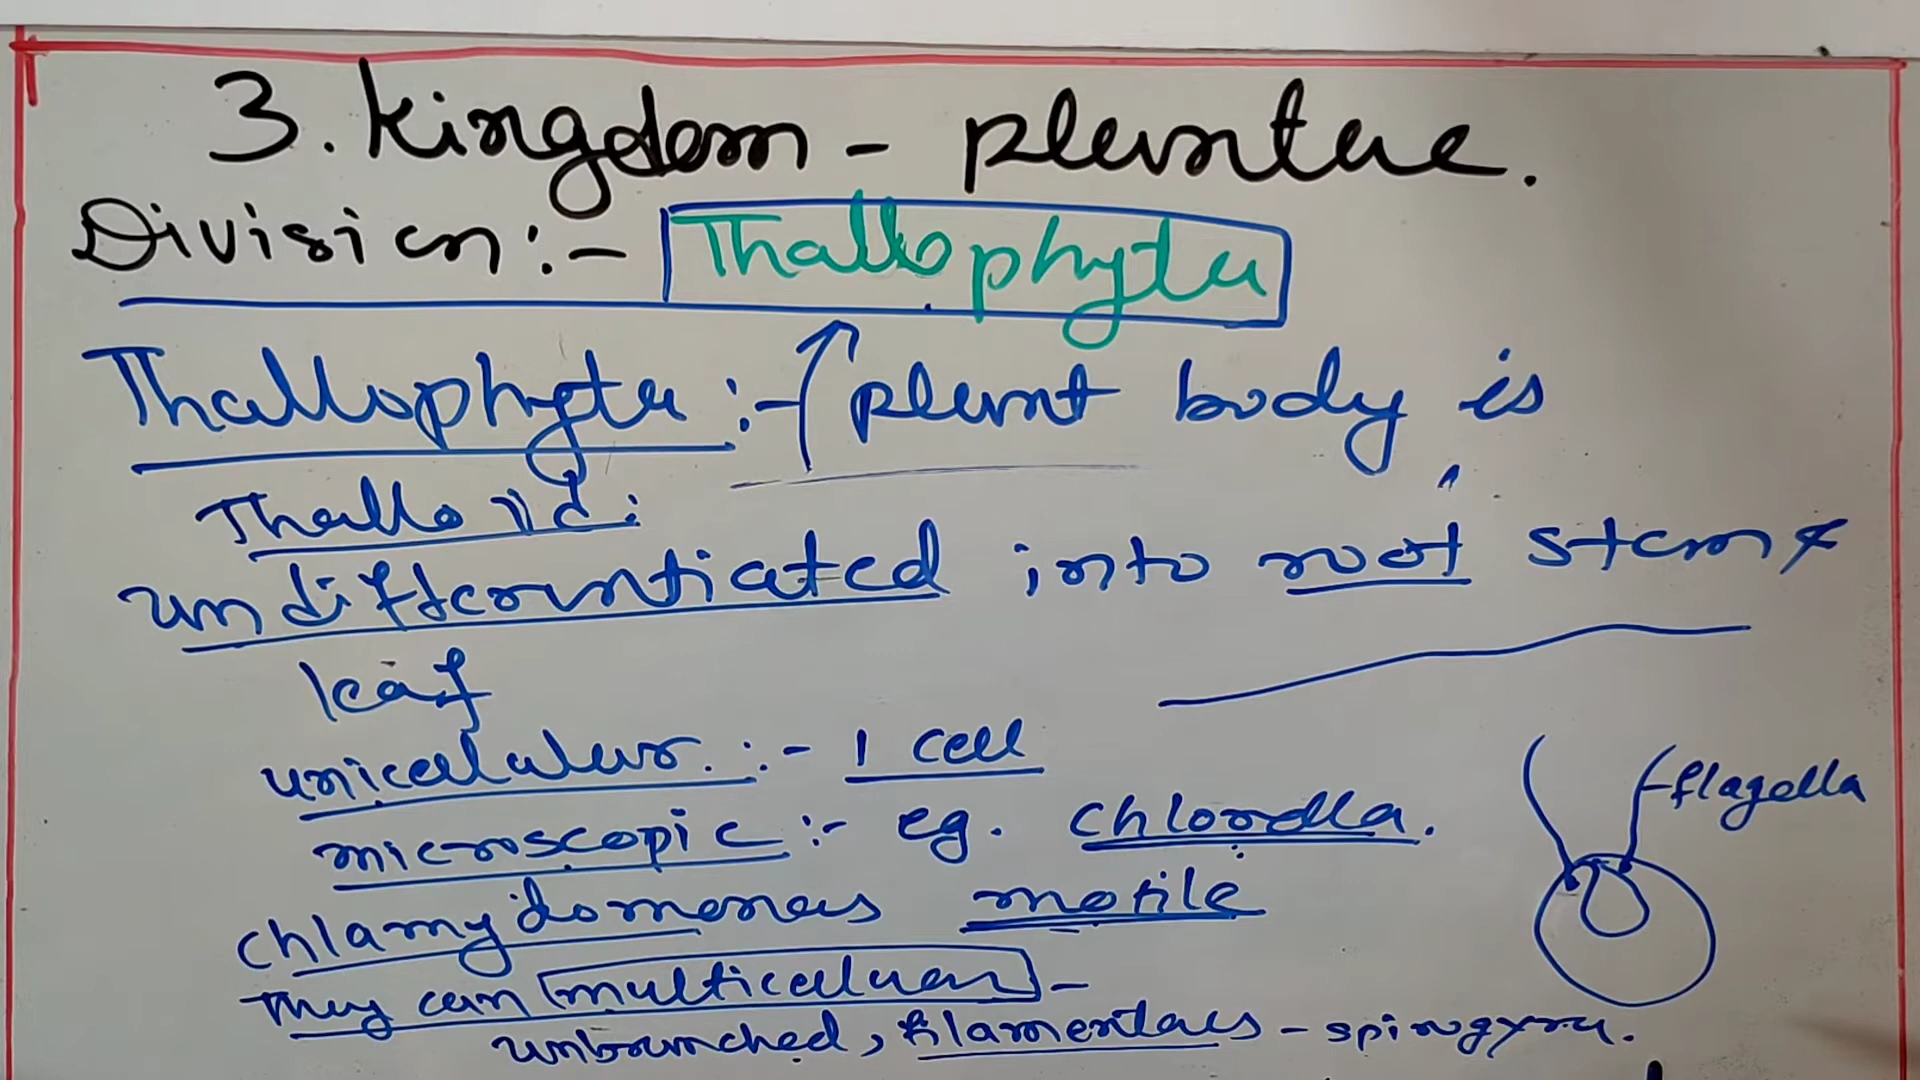 3. Kingdom - plantae.
Division:- Thallophyta
Thallophyta :- plant body is
Thalloid:
undifferentiated into root stem &
leaf
unicellular. :- 1 cell
flagella
microscopic :- eg. chlorella.
chlamydomonas motile
They can multicelluar -
unbranched, filamentous - spirogyra.